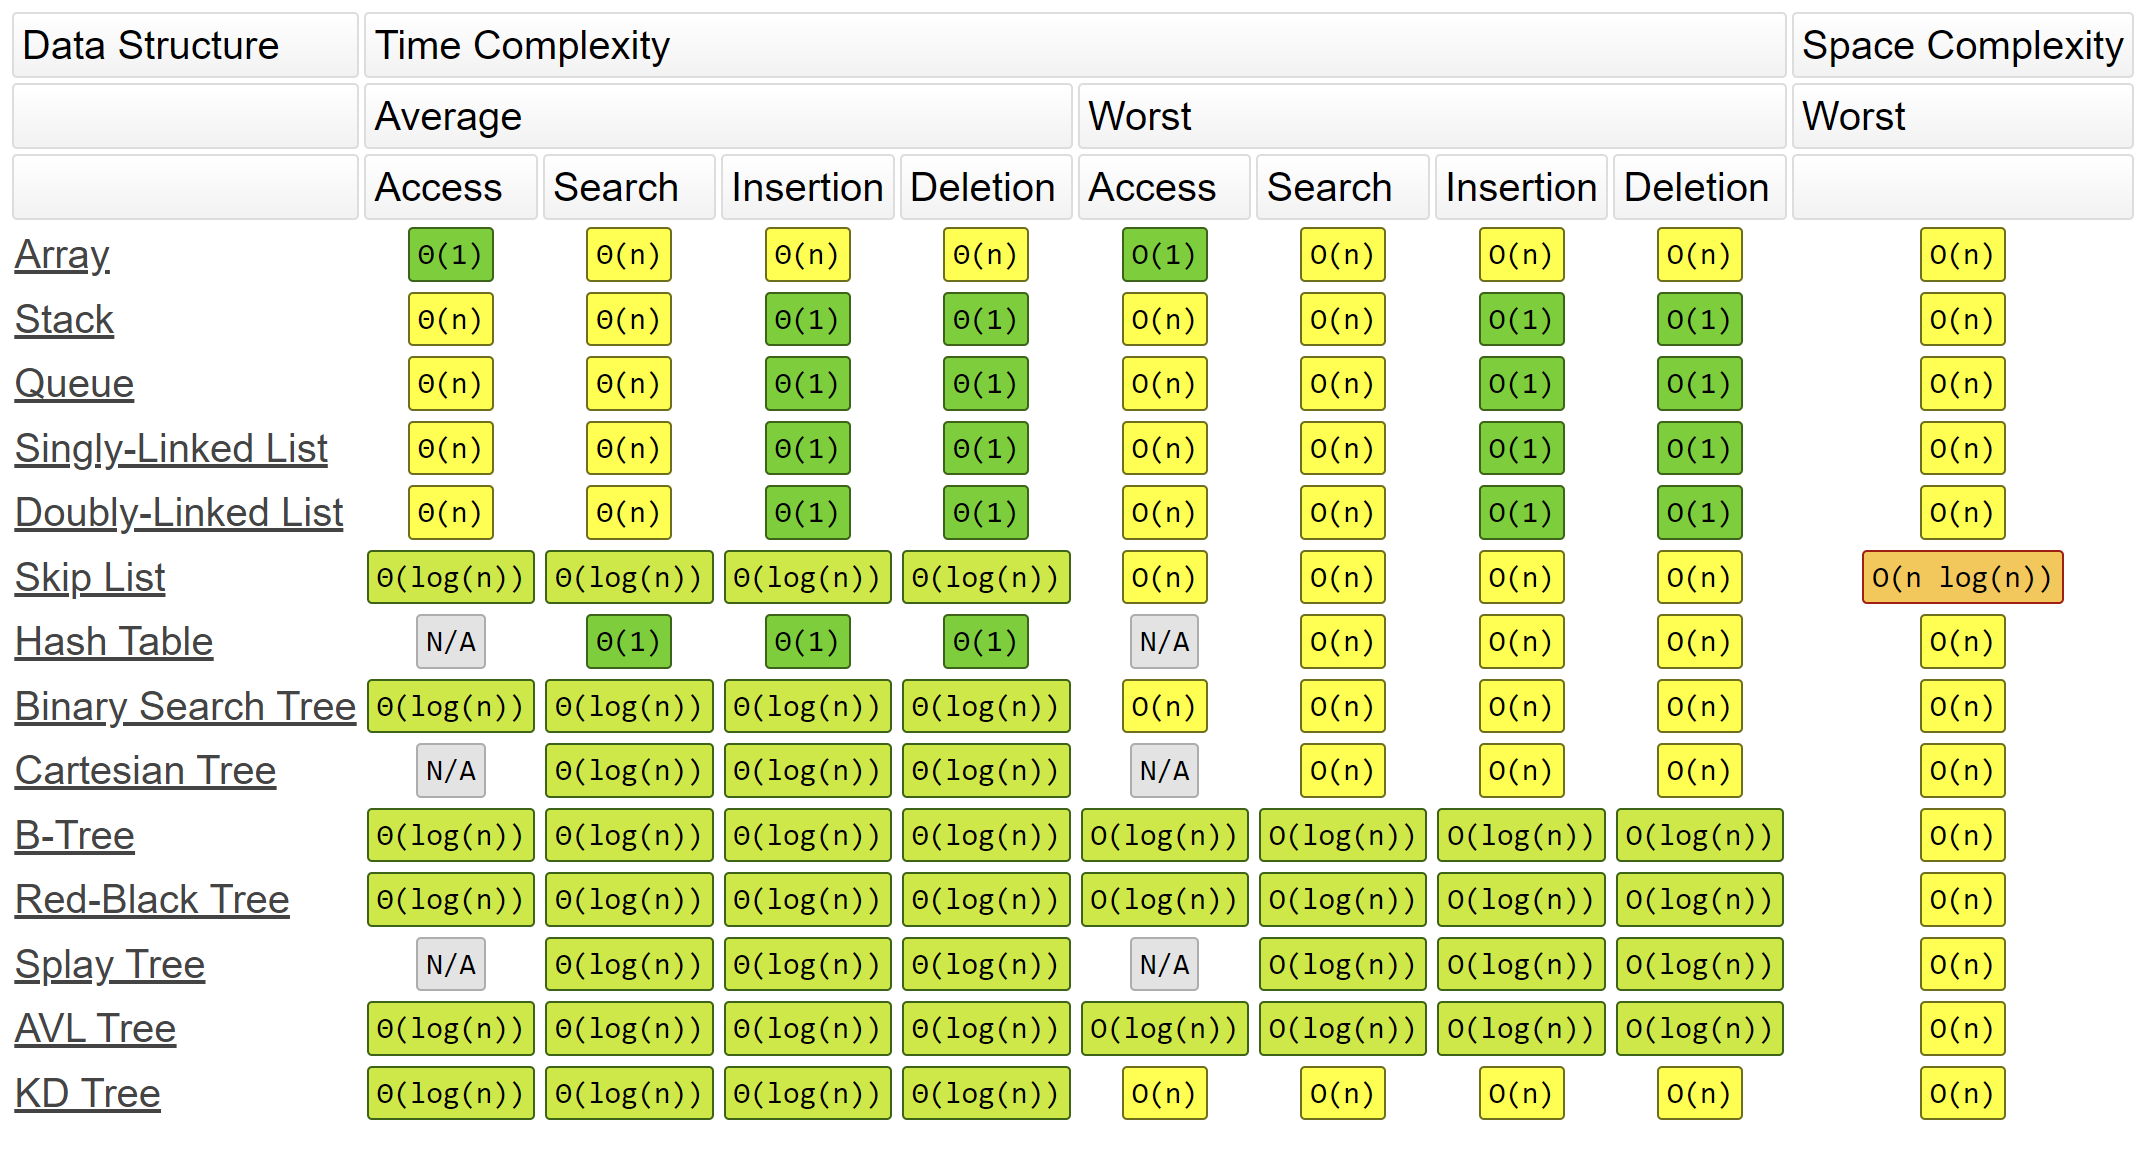 Data Structure Time Complexity Space Complexity
Average Worst Worst
Access Search Insertion Deletion Access Search Insertion Deletion
Array Θ(1) Θ(n) Θ(n) Θ(n) O(1) O(n) O(n) O(n) O(n)
Stack Θ(n) Θ(n) Θ(1) Θ(1) O(n) O(n) O(1) O(1) O(n)
Queue Θ(n) Θ(n) Θ(1) Θ(1) O(n) O(n) O(1) O(1) O(n)
Singly-Linked List Θ(n) Θ(n) Θ(1) Θ(1) O(n) O(n) O(1) O(1) O(n)
Doubly-Linked List Θ(n) Θ(n) Θ(1) Θ(1) O(n) O(n) O(1) O(1) O(n)
Skip List Θ(log(n)) Θ(log(n)) Θ(log(n)) Θ(log(n)) O(n) O(n) O(n) O(n) O(n log(n))
Hash Table N/A Θ(1) Θ(1) Θ(1) N/A O(n) O(n) O(n) O(n)
Binary Search Tree Θ(log(n)) Θ(log(n)) Θ(log(n)) Θ(log(n)) O(n) O(n) O(n) O(n) O(n)
Cartesian Tree N/A Θ(log(n)) Θ(log(n)) Θ(log(n)) N/A O(n) O(n) O(n) O(n)
B-Tree Θ(log(n)) Θ(log(n)) Θ(log(n)) Θ(log(n)) O(log(n)) O(log(n)) O(log(n)) O(log(n)) O(n)
Red-Black Tree Θ(log(n)) Θ(log(n)) Θ(log(n)) Θ(log(n)) O(log(n)) O(log(n)) O(log(n)) O(log(n)) O(n)
Splay Tree N/A Θ(log(n)) Θ(log(n)) Θ(log(n)) N/A O(log(n)) O(log(n)) O(log(n)) O(n)
AVL Tree Θ(log(n)) Θ(log(n)) Θ(log(n)) Θ(log(n)) O(log(n)) O(log(n)) O(log(n)) O(log(n)) O(n)
KD Tree Θ(log(n)) Θ(log(n)) Θ(log(n)) Θ(log(n)) O(n) O(n) O(n) O(n) O(n)